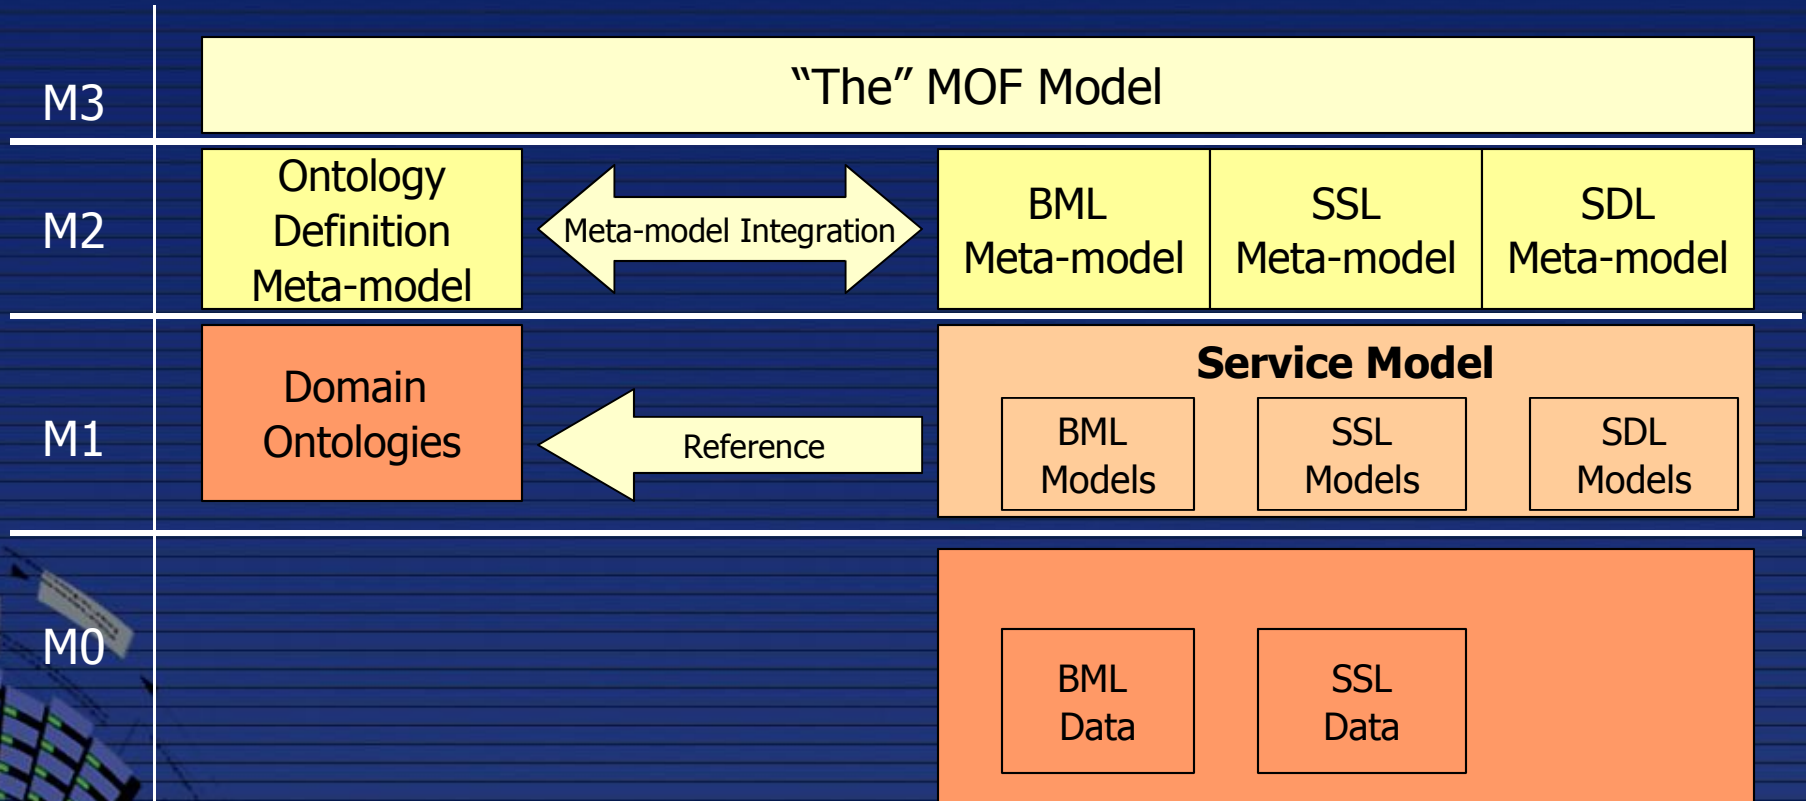 M3
“The” MOF Model
M2
Ontology
Definition
Meta-model
Meta-model Integration
BML
Meta-model
SSL
Meta-model
SDL
Meta-model
M1
Domain
Ontologies
Reference
Service Model
BML
Models
SSL
Models
SDL
Models
M0
BML
Data
SSL
Data